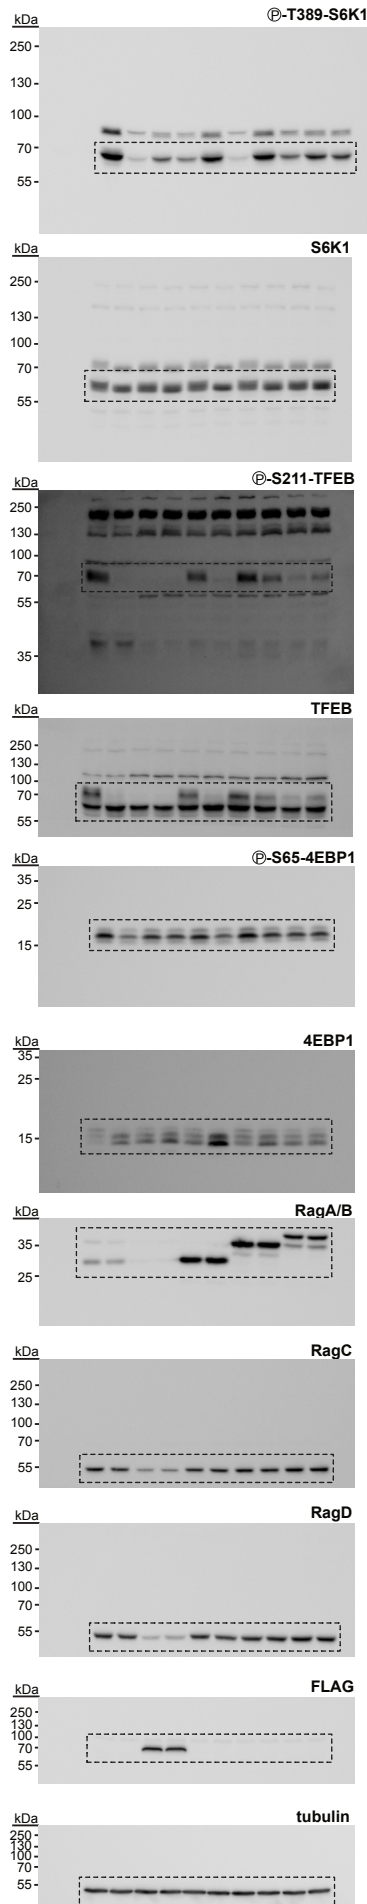 kDa
Ⓟ-T389-S6K1
250
130
100
70
55
kDa
S6K1
250
130
100
70
55
kDa
Ⓟ-S211-TFEB
250
130
100
70
55
35
kDa
TFEB
250
130
100
70
55
kDa
Ⓟ-S65-4EBP1
35
25
15
kDa
4EBP1
35
25
15
kDa
RagA/B
35
25
kDa
RagC
250
130
100
70
55
kDa
RagD
250
130
100
70
55
kDa
FLAG
250
130
100
70
55
kDa
tubulin
250
130
100
70
55